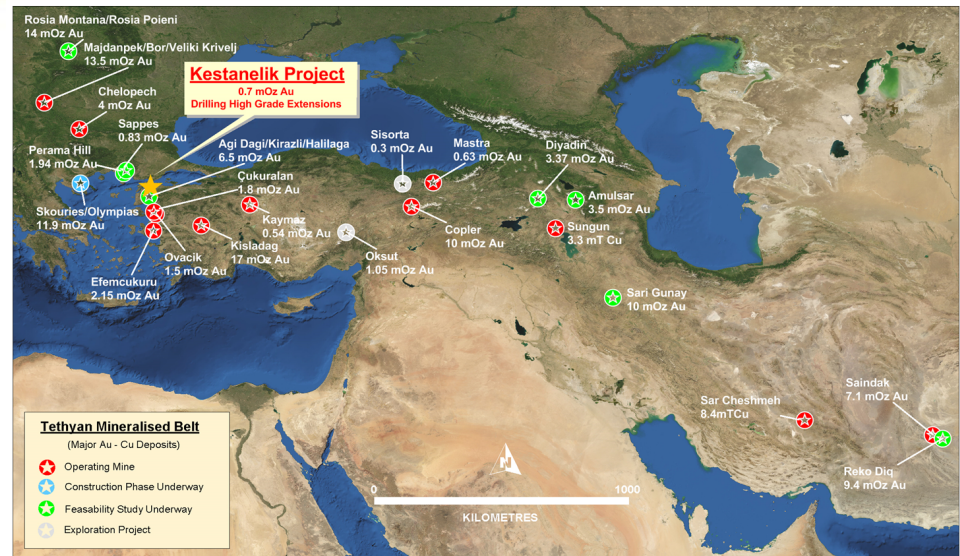 Rosia Montana/Rosia Poieni
14 mOz Au
Majdanpek/Bor/Veliki Krivelj
13.5 mOz Au
Chelopech
4 mOz Au
Sappes
0.83 mOz Au
Perama Hill
1.94 mOz Au
Skouries/Olympias
11.9 mOz Au
Kestanelik Project
0.7 mOz Au
Drilling High Grade Extensions
Agi Dagi/Kirazli/Halilaga
6.5 mOz Au
Çukuralan
1.8 mOz Au
Kaymaz
0.54 mOz Au
Kisladag
17 mOz Au
Ovacik
1.5 mOz Au
Efemcukuru
2.15 mOz Au
Sisorta
0.3 mOz Au
Mastra
0.63 mOz Au
Copler
10 mOz Au
Oksut
1.05 mOz Au
Diyadin
3.37 mOz Au
Amulsar
3.5 mOz Au
Sungun
3.3 mT Cu
Sari Gunay
10 mOz Au
Sar Cheshmeh
8.4mTCu
Saindak
7.1 mOz Au
Reko Diq
9.4 mOz Au
Tethyan Mineralised Belt
(Major Au - Cu Deposits)
Operating Mine
Construction Phase Underway
Feasability Study Underway
Exploration Project
N
0 1000
KILOMETRES